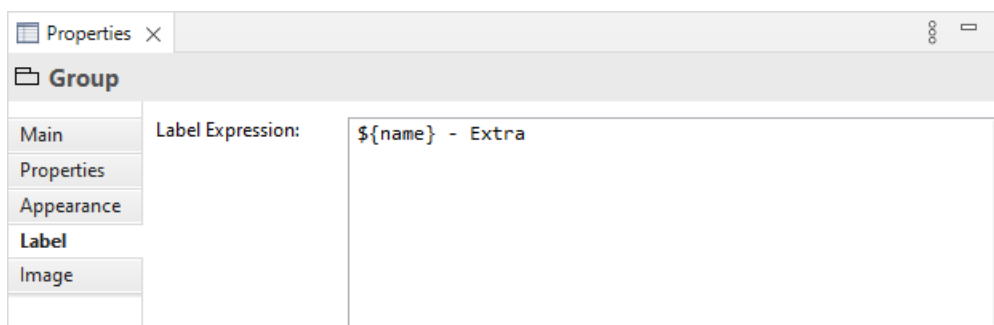 Properties
Group
Main
Label Expression:
${name} - Extra
Properties
Appearance
Label
Image